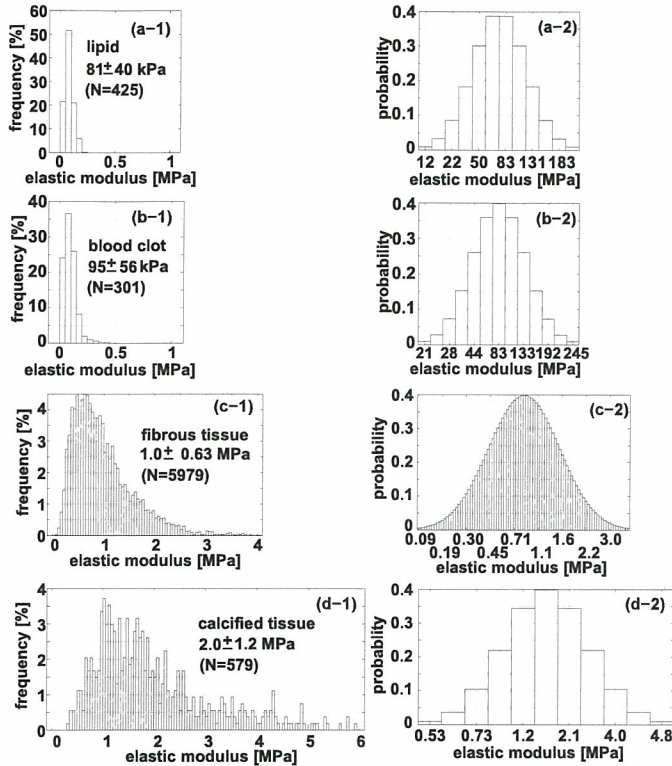 (a-1)
lipid
81±40 kPa
(N=425)
frequency [%]
60
50
40
30
20
10
0
0 0.5 1
elastic modulus [MPa]
(a-2)
probability
0.4
0.3
0.2
0.1
0
12 22 50 83 131 183
elastic modulus [MPa]
(b-1)
blood clot
95±56 kPa
(N=301)
frequency [%]
40
30
20
10
0
0 0.5 1
elastic modulus [MPa]
(b-2)
probability
0.4
0.3
0.2
0.1
0
21 28 44 83 133 192 245
elastic modulus [MPa]
(c-1)
fibrous tissue
1.0± 0.63 MPa
(N=5979)
frequency [%]
4
3
2
1
0
0 1 2 3 4
elastic modulus [MPa]
(c-2)
probability
0.4
0.3
0.2
0.1
0
0.09 0.30 0.71 1.6 3.0
0.19 0.45 1.1 2.2
elastic modulus [MPa]
(d-1)
calcified tissue
2.0±1.2 MPa
(N=579)
frequency [%]
4
3
2
1
0
0 1 2 3 4 5 6
elastic modulus [MPa]
(d-2)
probablity
0.4
0.3
0.2
0.1
0
0.53 0.73 1.2 2.1 4.0 4.8
elastic modulus [MPa]